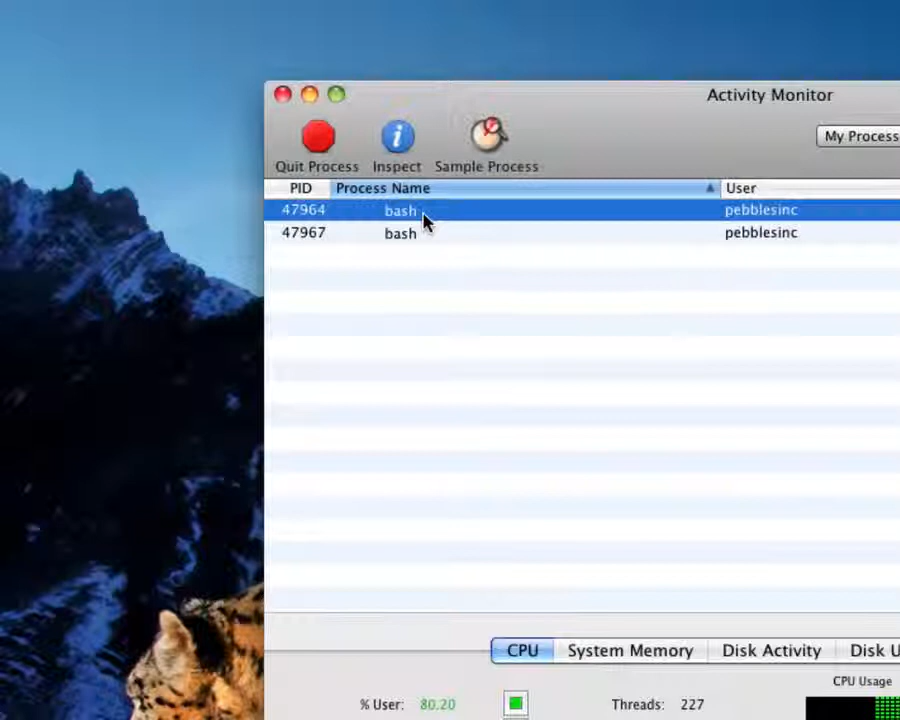 Activity Monitor
Quit Process Inspect Sample Process My Process
PID Process Name User
47964 bash pebblesinc
47967 bash pebblesinc
CPU System Memory Disk Activity Disk U
CPU Usage
% User: 80.20 Threads: 227